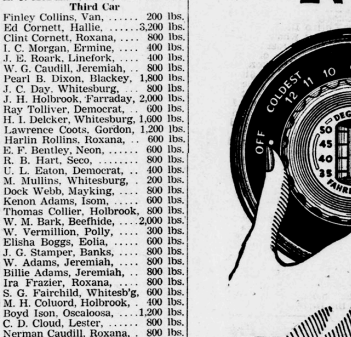 Third Car
Finley Collins, Van, ...... 200 lbs.
Ed Cornett, Hallie, .......3,200 lbs.
Clint Cornett, Roxana, .... 800 lbs.
I. C. Morgan, Ermine, .... 400 lbs.
J. E. Roark, Linefork, .... 400 lbs.
W. G. Caudill, Jeremiah, .. 800 lbs.
Pearl B. Dixon, Blackey, 1,800 lbs.
J. C. Day. Whitesburg, ... 800 lbs.
J. H. Holbrook, Farraday, 2,000 lbs.
Ray Tolliver, Democrat, .. 600 lbs.
H. I. Delcker, Whitesburg, 1,600 lbs.
Lawrence Coots, Gordon, 1,200 lbs.
Harlin Rollins, Roxana, .. 600 lbs.
E. F. Bentley, Neon, ...... 600 lbs.
R. B. Hart, Seco, ........ 800 lbs.
U. L. Eaton, Democrat, .. 400 lbs.
M. Mullins, Whitesburg, . 200 lbs.
Dock Webb, Mayking, .... 800 lbs.
Kenon Adams, Isom, .... 600 lbs.
Thomas Collier, Holbrook, 800 lbs.
W. M. Bark, Beefhide, ....2,000 lbs.
W. Vermillion, Polly, .... 300 lbs.
Elisha Boggs, Eolia, ..... 600 lbs.
J. G. Stamper, Banks, .... 800 lbs.
W. Adams, Jeremiah, .... 800 lbs.
Billie Adams, Jeremiah, .. 800 lbs.
Ira Frazier, Roxana, .... 800 lbs.
S. G. Fairchild, Whitesb'g, 600 lbs.
M. H. Coluord, Holbrook, . 400 lbs.
Boyd Ison, Oscaloosa, ....1,200 lbs.
C. D. Cloud, Lester, ...... 800 lbs.
Nerman Caudill, Roxana, . 800 lbs.
OFF COLDEST
12 11 10
50
45
40
35